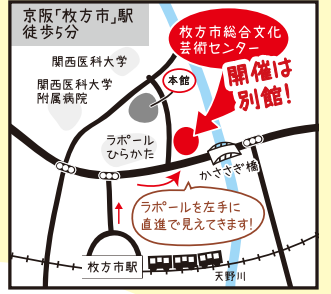 京阪「枚方市」駅
徒歩5分
枚方市総合文化
芸術センター
開催は
別館!
関西医科大学
関西医科大学
附属病院
本館
ラポール
ひらかた
かささぎ橋
ラポールを左手に
直進で見えてきます!
枚方市駅
天野川